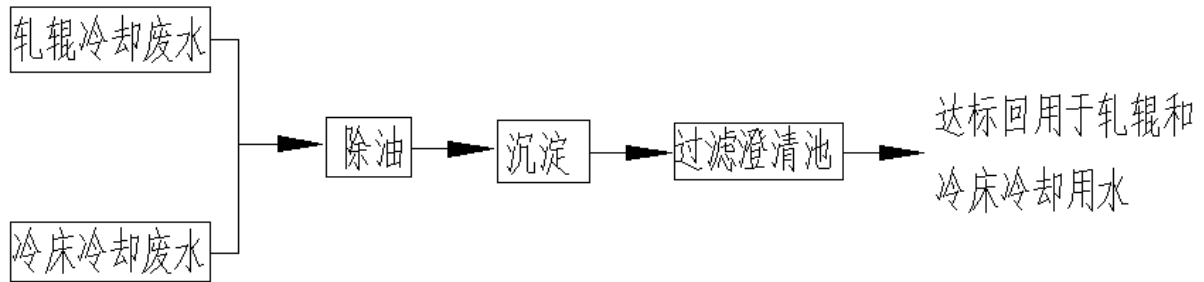 轧辊冷却废水
冷床冷却废水
除油
沉淀
过滤澄清池
达标回用于轧辊和
冷床冷却用水